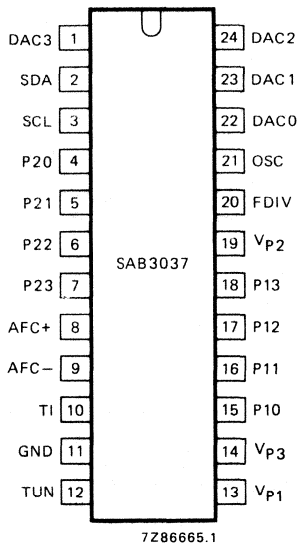 DAC3 1 24 DAC2
SDA 2 23 DAC1
SCL 3 22 DAC0
P20 4 21 OSC
P21 5 20 FDIV
P22 6 19 VP2
SAB3037
P23 7 18 P13
AFC+ 8 17 P12
AFC− 9 16 P11
TI 10 15 P10
GND 11 14 VP3
TUN 12 13 VP1
7Z86665.1